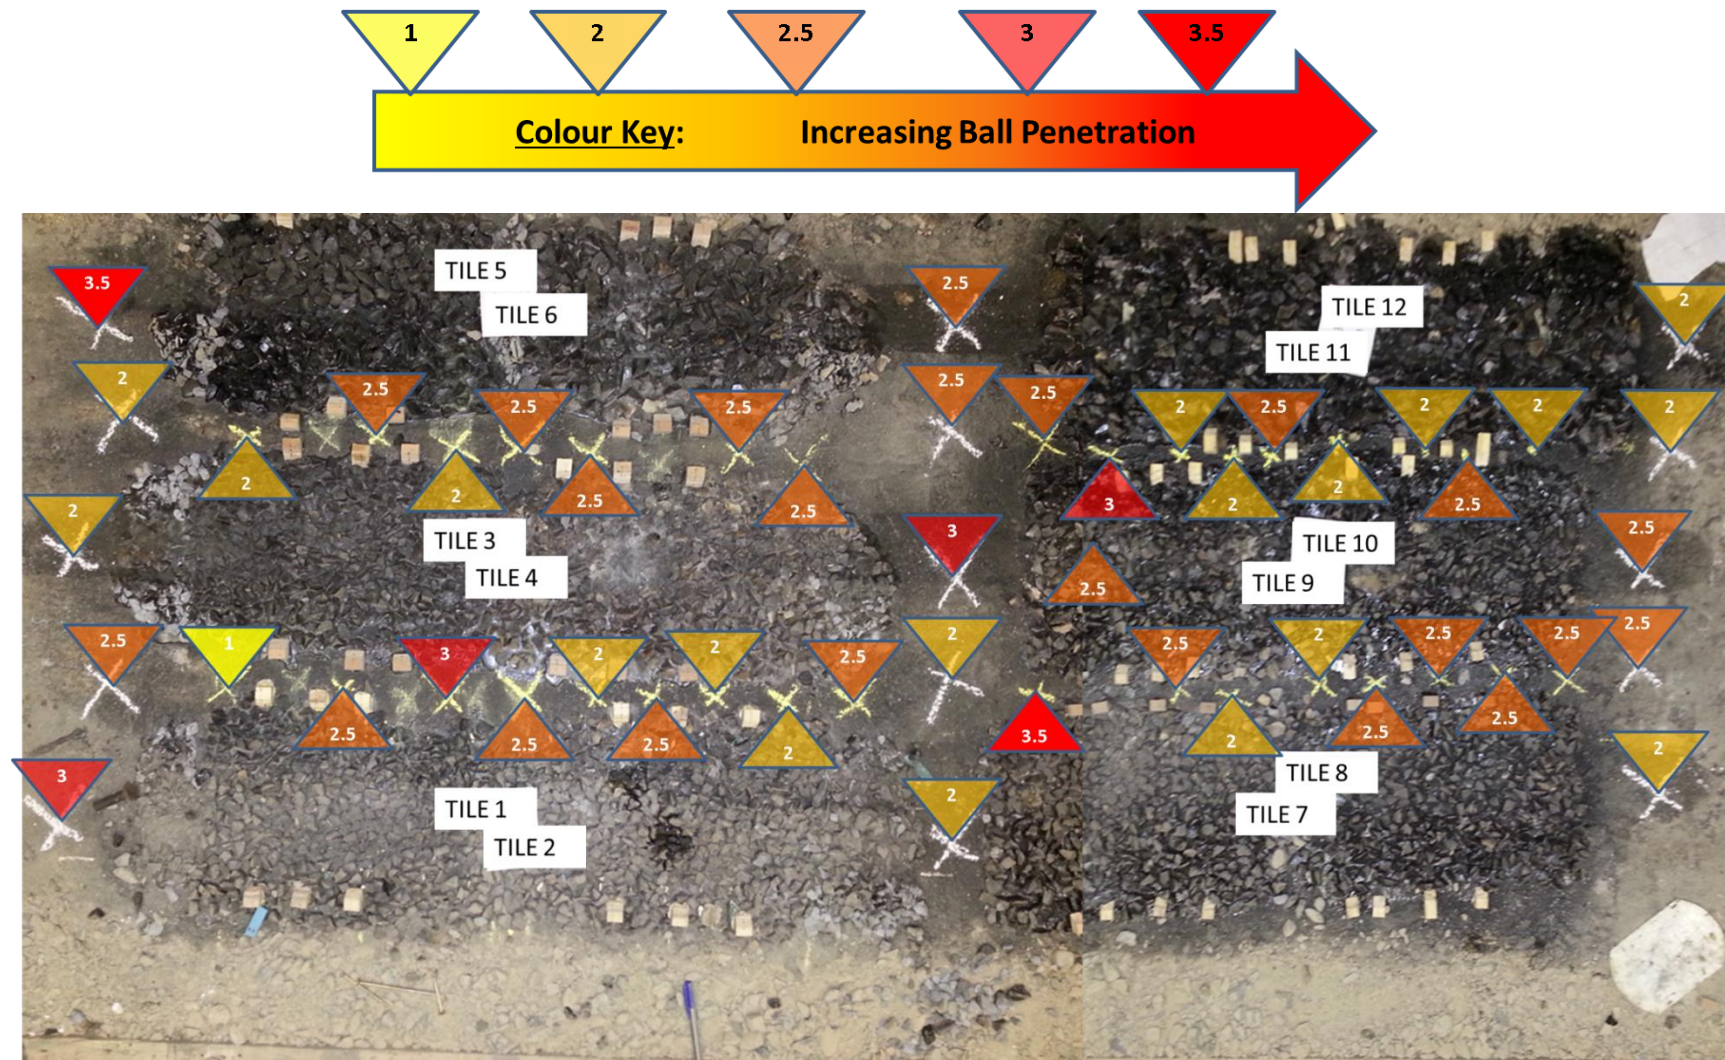 1 2 2.5 3 3.5
Colour Key: Increasing Ball Penetration
TILE 5
3.5 2.5 2
TILE 6
TILE 12
TILE 11
2 2.5 2.5
2.5 2.5 2.5 2 2.5 2 2 2
2 2 2.5 2.5 3 2 2 2.5
2 3 2.5
TILE 3
TILE 10
TILE 4
TILE 9
2.5
2.5 1 3 2 2 2.5 2 2.5 2 2.5 2.5 2.5
2.5 2.5 2.5 2 3.5 2 2.5 2.5
3 2 2
TILE 8
TILE 1
TILE 7
TILE 2